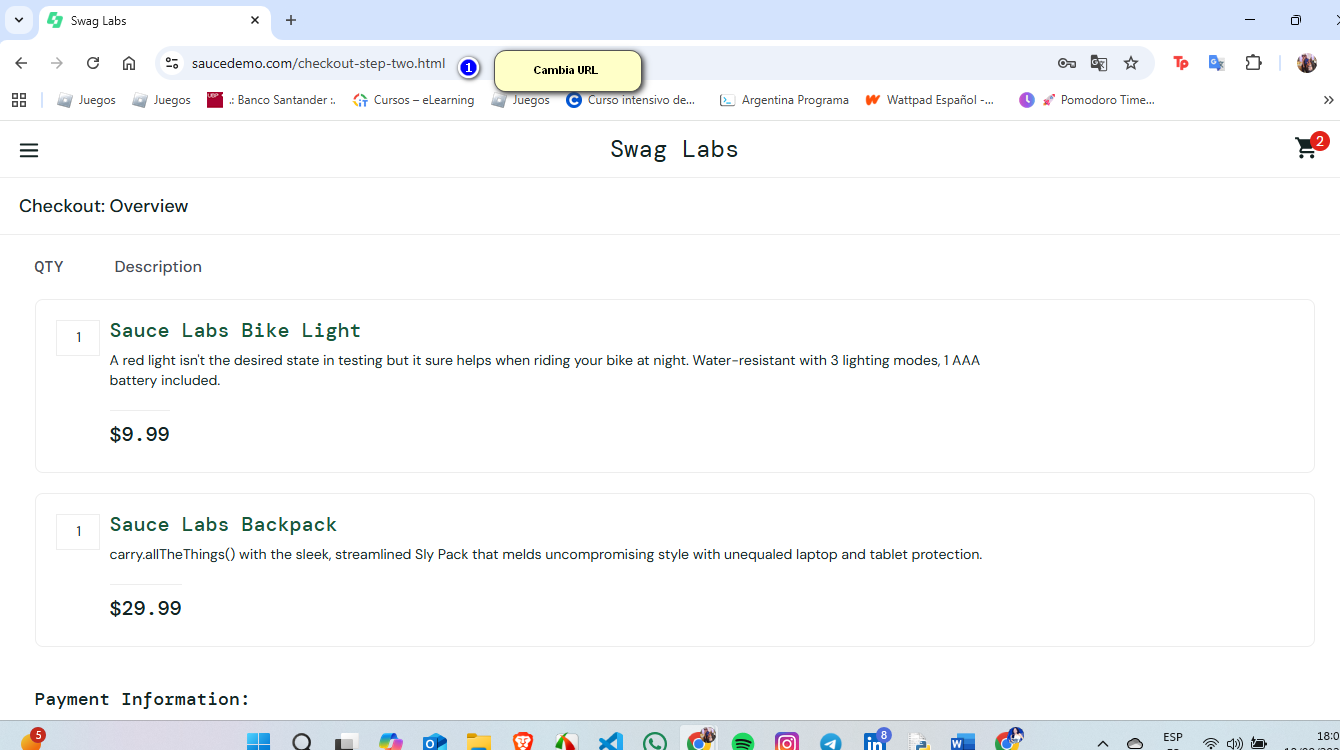 Swag Labs
saucedemo.com/checkout-step-two.html
1
Cambia URL
Tp
Juegos
Juegos
UBP
.: Banco Santander :.
Cursos – eLearning
Juegos
Curso intensivo de...
Argentina Programa
Wattpad Español -...
🚀 Pomodoro Time...
Swag Labs
2
Checkout: Overview
QTY
Description
1
Sauce Labs Bike Light
A red light isn't the desired state in testing but it sure helps when riding your bike at night. Water-resistant with 3 lighting modes, 1 AAA
battery included.
$9.99
1
Sauce Labs Backpack
carry.allTheThings() with the sleek, streamlined Sly Pack that melds uncompromising style with unequaled laptop and tablet protection.
$29.99
Payment Information:
5
8
ESP
18:0